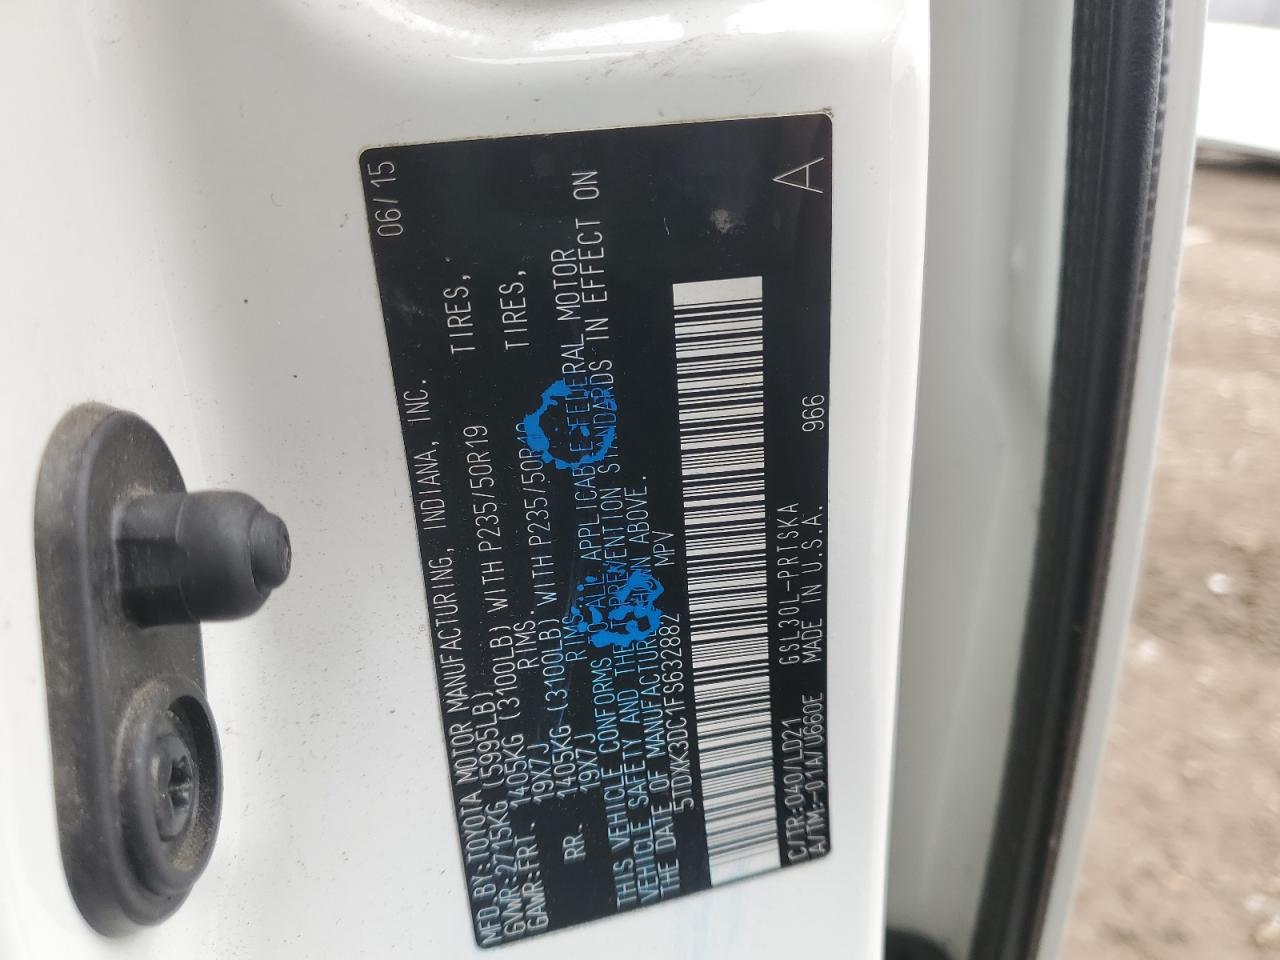 MFD.BY:TOYOTA MOTOR MANUFACTURING, INDIANA, INC. 06/15
GVWR:2715KG (5995LB)
GAWR:FRT. 1405KG (3100LB) WITH P235/50R19 TIRES,
19X7J RIMS.
RR. 1405KG (3100LB) WITH P235/50R19 TIRES,
19X7J RIMS.
THIS VEHICLE CONFORMS TO ALL APPLICABLE FEDERAL MOTOR
VEHICLE SAFETY AND THEFT PREVENTION STANDARDS IN EFFECT ON
THE DATE OF MANUFACTURE SHOWN ABOVE.
5TDXK3DC1FS632882 MPV
C/TR:040/LD21 GSL30L-PRTSKA 966 A
A/TM:-01A/U660E MADE IN U.S.A.